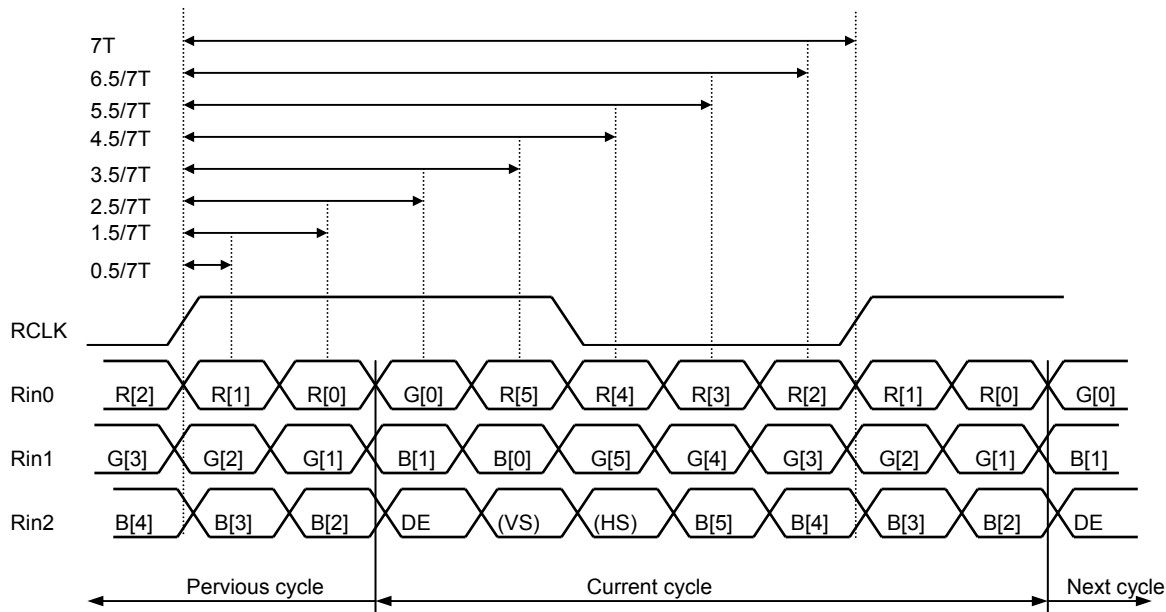 7T
6.5/7T
5.5/7T
4.5/7T
3.5/7T
2.5/7T
1.5/7T
0.5/7T
RCLK
Rin0 R[2] R[1] R[0] G[0] R[5] R[4] R[3] R[2] R[1] R[0] G[0]
Rin1 G[3] G[2] G[1] B[1] B[0] G[5] G[4] G[3] G[2] G[1] B[1]
Rin2 B[4] B[3] B[2] DE (VS) (HS) B[5] B[4] B[3] B[2] DE
Pervious cycle Current cycle Next cycle